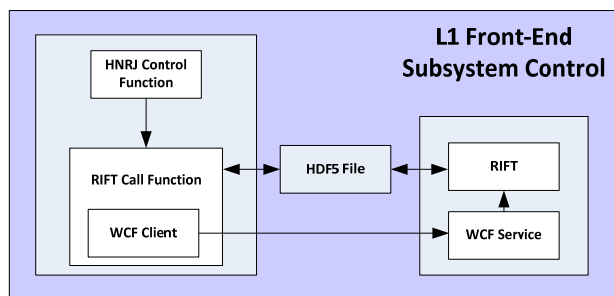 L1 Front-End
Subsystem Control
HNRJ Control
Function
RIFT Call Function
WCF Client
HDF5 File
RIFT
WCF Service